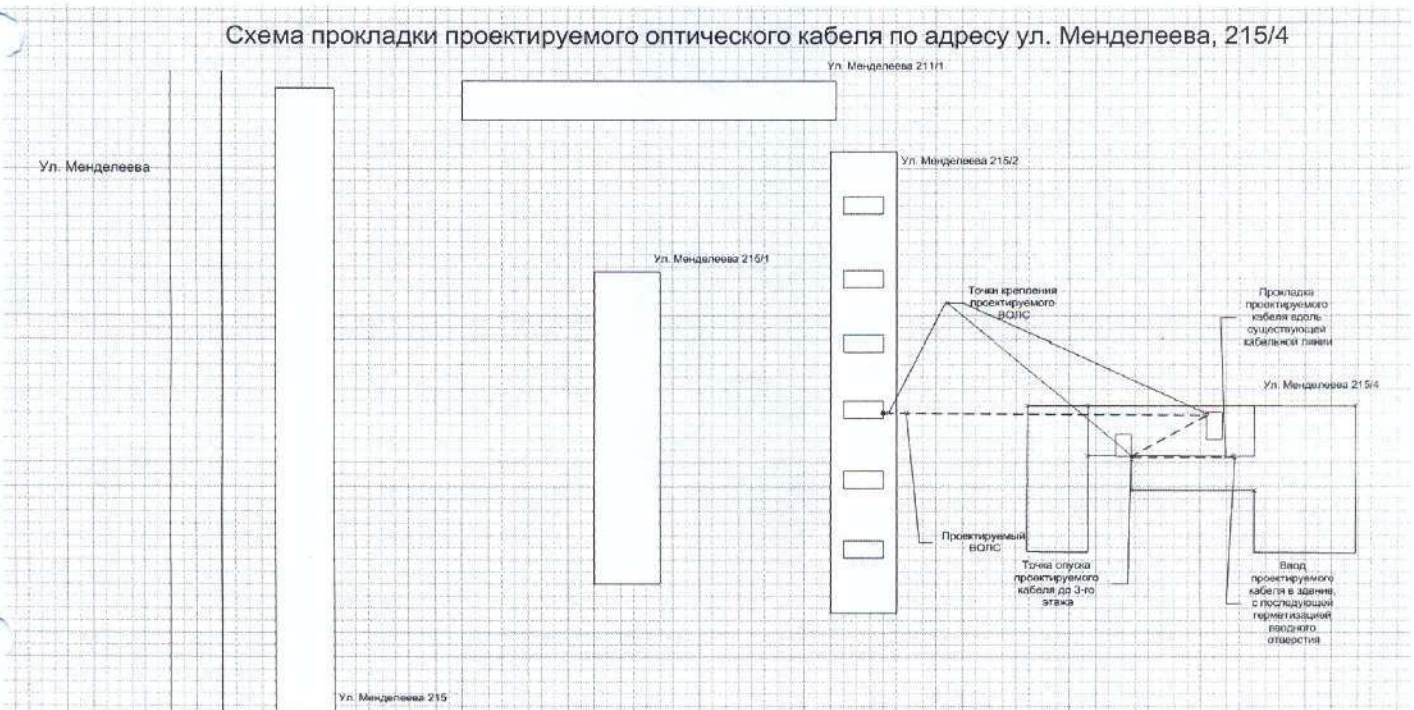 Схема прокладки проектируемого оптического кабеля по адресу ул. Менделеева, 215/4
Ул. Менделеева 211/1
Ул. Менделеева
Ул. Менделеева 215/2
Ул. Менделеева 215/1
Точки крепления
проектируемого
ВОЛС
Прокладка
проектируемого
кабеля вдоль
существующей
кабельной линии
Ул. Менделеева 215/4
Проектируемый
ВОЛС
Точка опуска
проектируемого
кабеля до 3-го
этажа
Ввод
проектируемого
кабеля в здание,
с последующей
герметизацией
вводного
отверстия
Ул. Менделеева 215